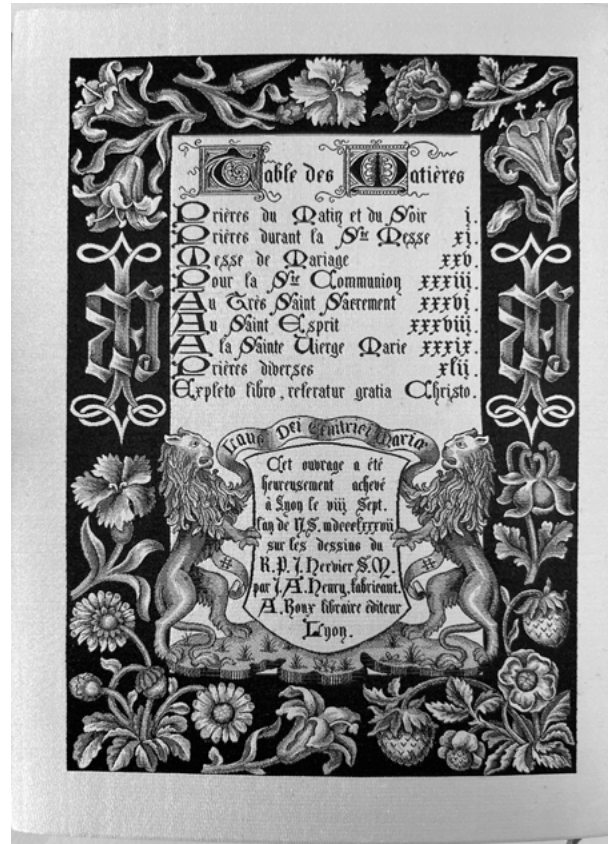 Table des Matières
Prières du Matin et du Soir i.
Prières durant la Ste Messe xj.
Messe de Mariage xxv.
Pour la Ste Communion xxxiii.
Au Très Saint Sacrement xxxvi
Au Saint Esprit xxxviii.
A la Sainte Vierge Marie xxxix.
Prières diverses xlii.
Expleto libro, referatur gratia Christo.
Laus Dei Genitrici Mariæ
Cet ouvrage a été
heureusement achevé
à Lyon le viij Sept.
l'an de N.S. mdccclxxxvii
sur les dessins du
R.P.J. Hervier S.M.
par J.A. Henry, fabricant.
A. Roux libraire éditeur
Lyon.